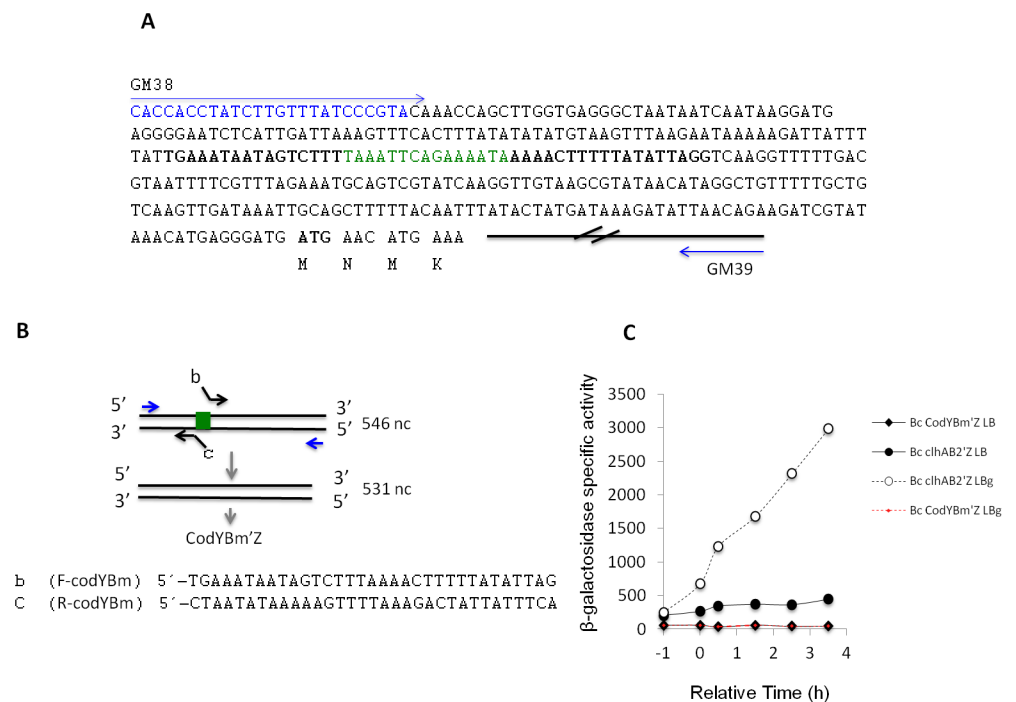 A
GM38
CACCACCTATCTTGTTTATCCCGTACAAACCAGCTTGGTGAGGGCTAATAATCAATAAGGATG
AGGGGAATCTCATTGATTAAAGTTTCACTTTATATATATGTAAGTTTAAGAATAAAAAGATTATTT
TATTGAAATAATAGTCTTTTAAATTCAGAAAATAAAAACTTTTTATATTAGGTCAAGGTTTTTGAC
GTAATTTTCGTTTAGAAATGCAGTCGTATCAAGGTTGTAAGCGTATAACATAGGCTGTTTTTGCTG
TCAAGTTGATAAATTGCAGCTTTTTACAATTTATACTATGATAAAGATATTAACAGAAGATCGTAT
AAACATGAGGGATG ATG AAC ATG AAA
M N M K
GM39
B
b
5′ 3′
3′ 5′ 546 nc
c
5′ 3′
3′ 5′ 531 nc
CodYBm'Z
b (F-codYBm) 5´–TGAAATAATAGTCTTTAAAACTTTTTATATTAG
C (R-codYBm) 5´–CTAATATAAAAAGTTTTAAAGACTATTATTTCA
C
β-galactosidase specific activity
3500
3000
2500
2000
1500
1000
500
0
-1 0 1 2 3 4
Relative Time (h)
Bc CodYBm'Z LB
Bc clhAB2'Z LB
Bc clhAB2'Z LBg
Bc CodYBm'Z LBg